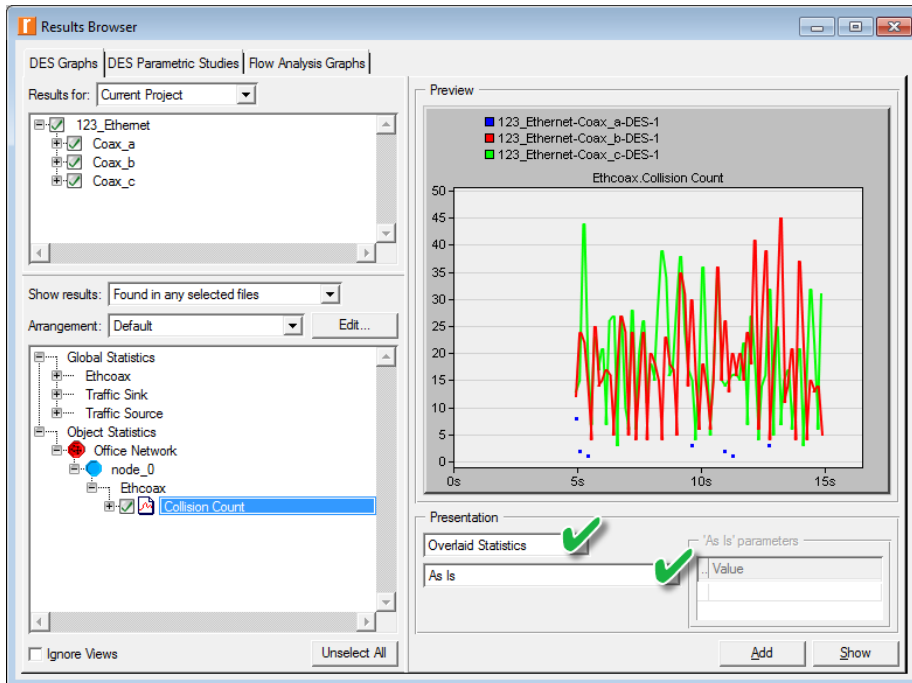 Results Browser
DES Graphs DES Parametric Studies Flow Analysis Graphs
Results for: Current Project
123_Ethernet
Coax_a
Coax_b
Coax_c
Show results: Found in any selected files
Arrangement: Default Edit...
Global Statistics
Ethcoax
Traffic Sink
Traffic Source
Object Statistics
Office Network
node_0
Ethcoax
Collision Count
Ignore Views Unselect All
Preview
123_Ethernet-Coax_a-DES-1
123_Ethernet-Coax_b-DES-1
123_Ethernet-Coax_c-DES-1
Ethcoax.Collision Count
50
45
40
35
30
25
20
15
10
5
0
0s 5s 10s 15s
Presentation
Overlaid Statistics
As Is
'As Is' parameters
.. Value
Add Show